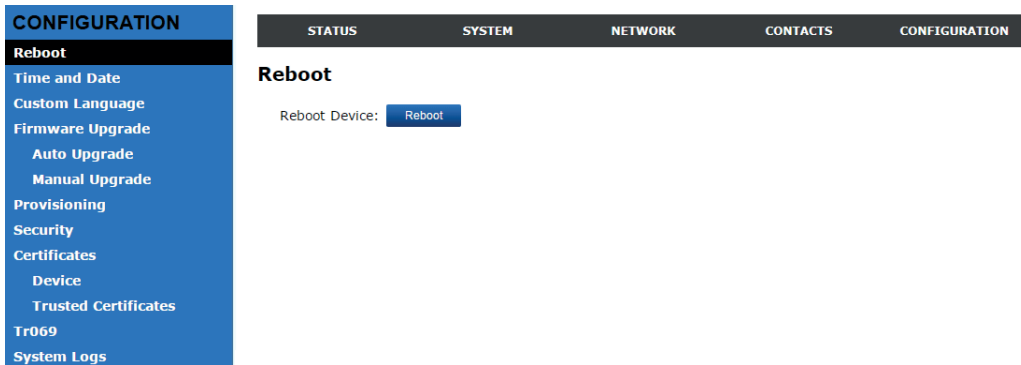 CONFIGURATION
Reboot
Time and Date
Custom Language
Firmware Upgrade
Auto Upgrade
Manual Upgrade
Provisioning
Security
Certificates
Device
Trusted Certificates
Tr069
System Logs
STATUS SYSTEM NETWORK CONTACTS CONFIGURATION
Reboot
Reboot Device: Reboot